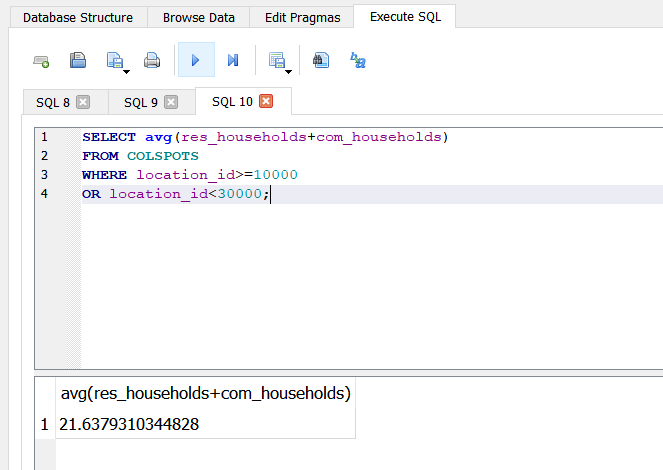 Database Structure Browse Data Edit Pragmas Execute SQL
SQL 8 SQL 9 SQL 10
1 SELECT avg(res_households+com_households)
2 FROM COLSPOTS
3 WHERE location_id>=10000
4 OR location_id<30000;
avg(res_households+com_households)
1 21.6379310344828